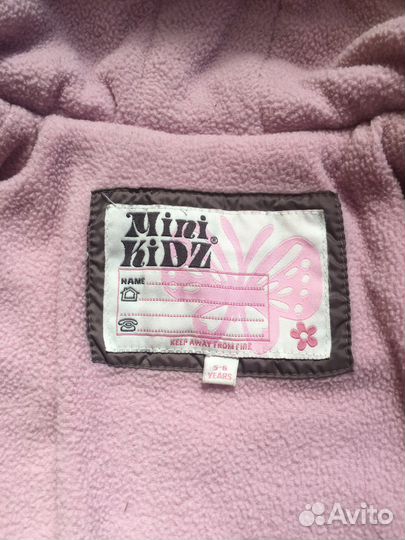 Mini
KiDZ®
NAME
KEEP AWAY FROM FIRE
5-6
YEARS
Avito